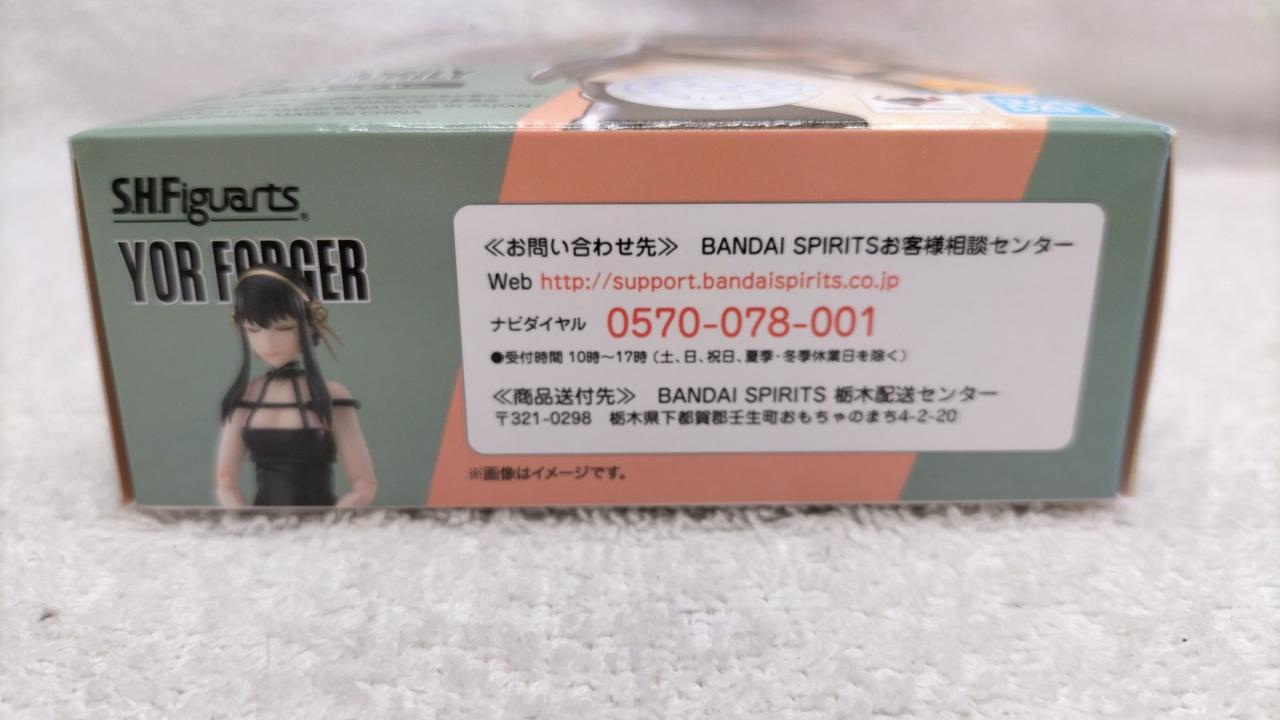 MADE IN CHINA
S.H.Figuarts
YOR FORGER
≪お問い合わせ先≫ BANDAI SPIRITSお客様相談センター
Web http://support.bandaispirits.co.jp
ナビダイヤル 0570-078-001
●受付時間 10時〜17時（土、日、祝日、夏季・冬季休業日を除く）
≪商品送付先≫ BANDAI SPIRITS 栃木配送センター
〒321-0298 栃木県下都賀郡壬生町おもちゃのまち4-2-20
※画像はイメージです。